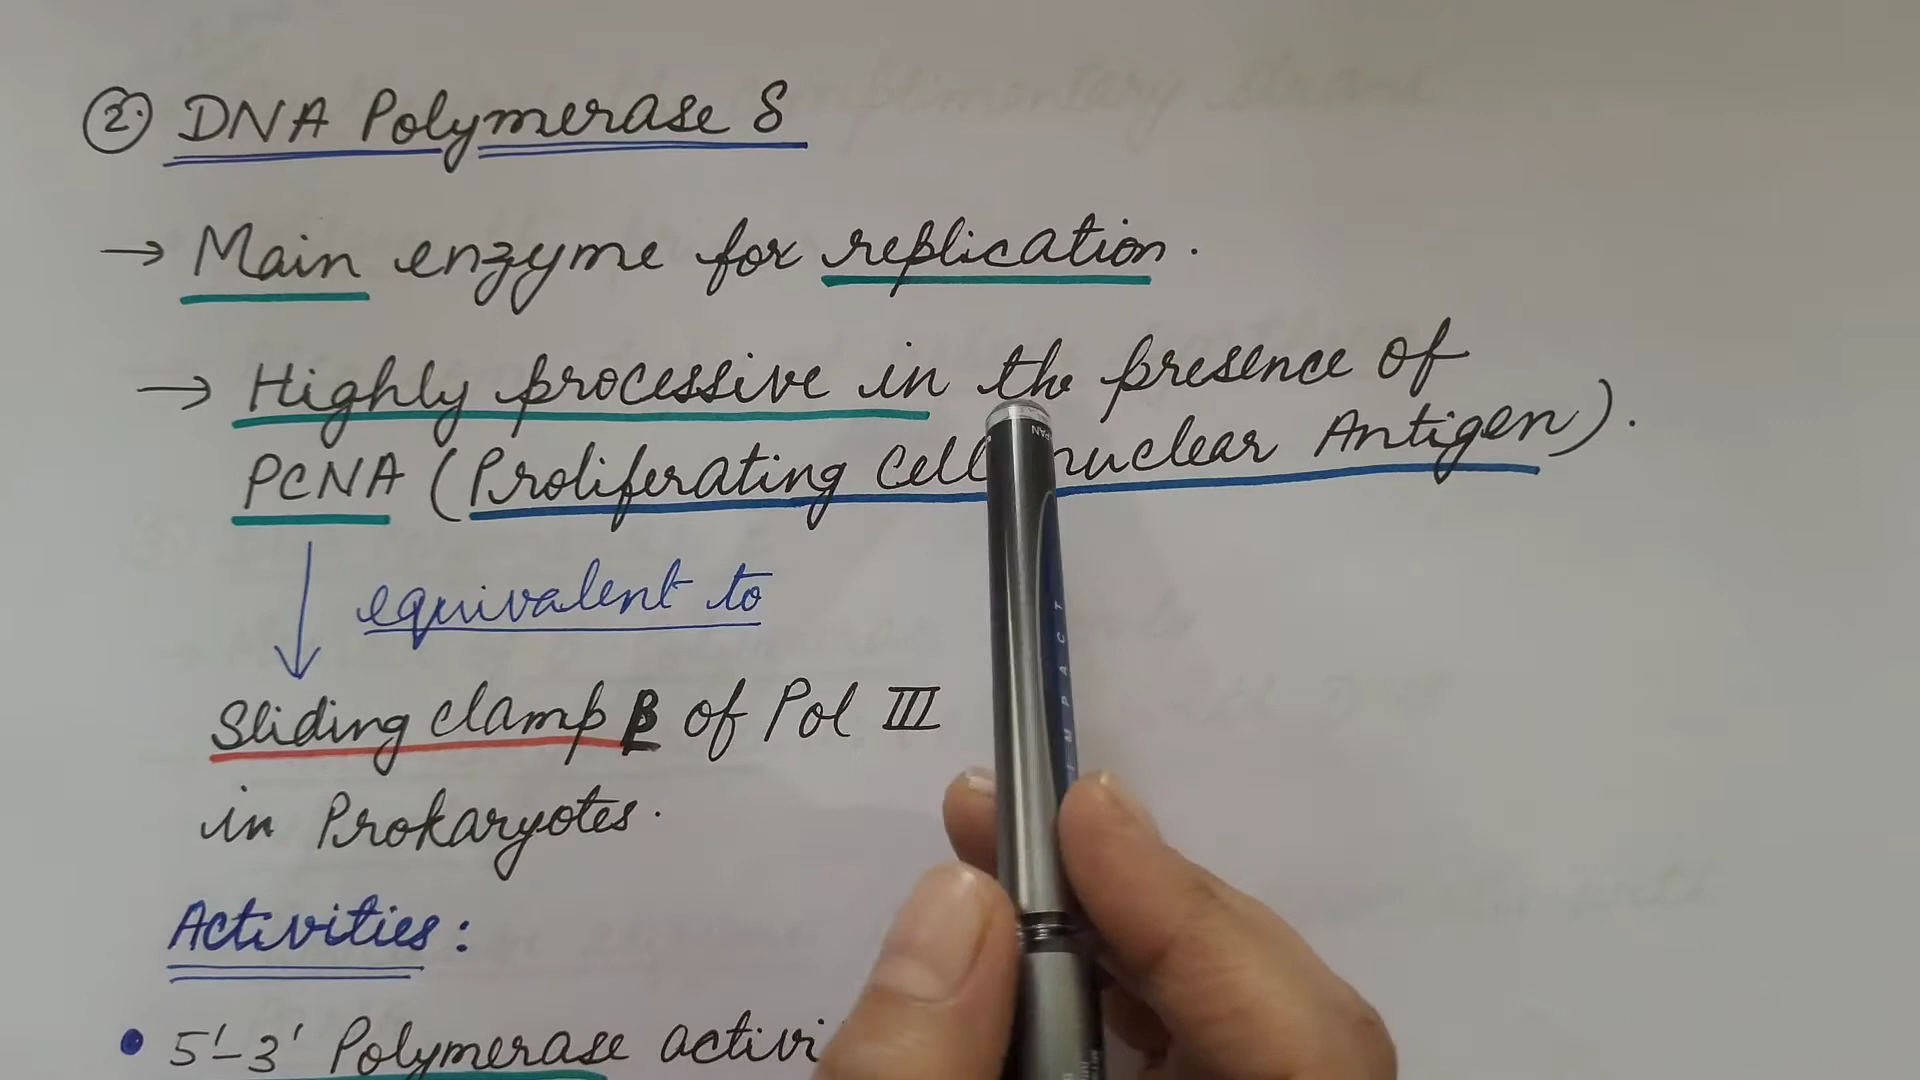 2. DNA Polymerase δ
→ Main enzyme for replication.
→ Highly processive in the presence of
PCNA (Proliferating Cell nuclear Antigen).
↓ equivalent to
Sliding clamp β of Pol III
in Prokaryotes.
Activities:
• 5'-3' Polymerase
IMPACT